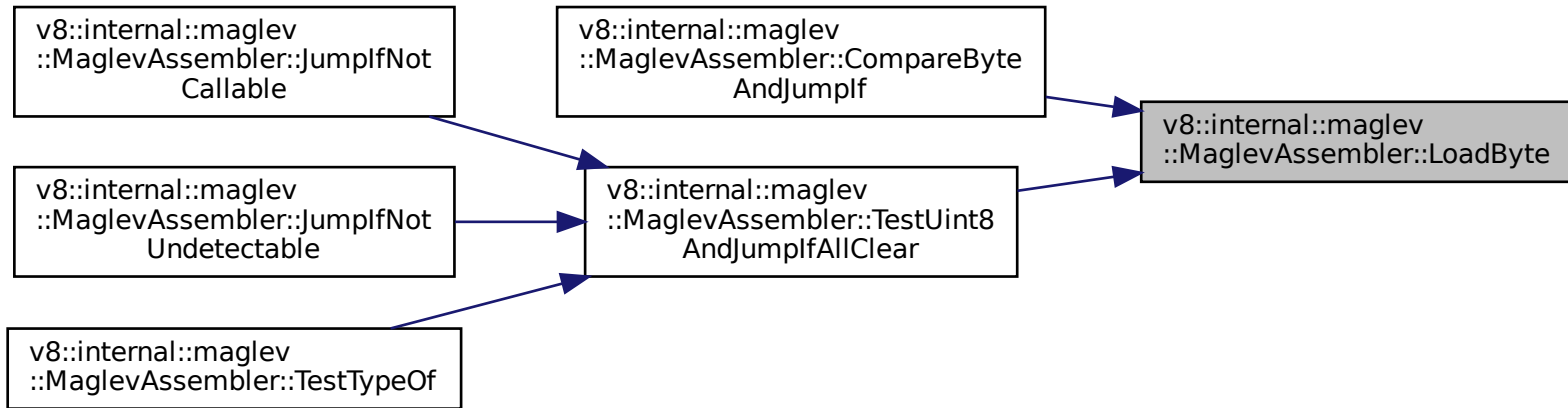 v8::internal::maglev
::MaglevAssembler::JumpIfNot
Callable
v8::internal::maglev
::MaglevAssembler::CompareByte
AndJumpIf
v8::internal::maglev
::MaglevAssembler::LoadByte
v8::internal::maglev
::MaglevAssembler::JumpIfNot
Undetectable
v8::internal::maglev
::MaglevAssembler::TestUint8
AndJumpIfAllClear
v8::internal::maglev
::MaglevAssembler::TestTypeOf